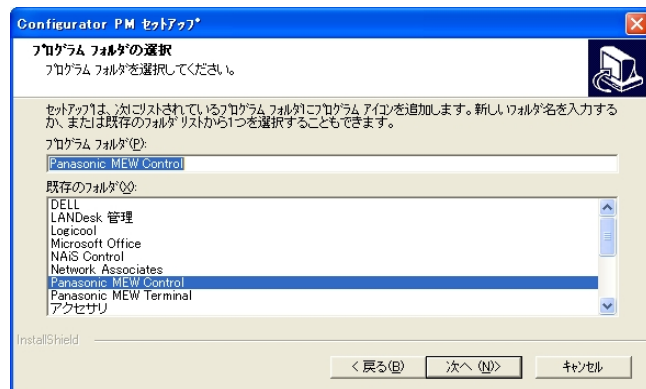 Configurator PM セットアップ
プログラム フォルダの選択
プログラム フォルダを選択してください。
セットアップは、次にリストされているプログラム フォルダにプログラム アイコンを追加します。新しいフォルダ名を入力する
か、または既存のフォルダ リストから1つを選択することもできます。
プログラム フォルダ(P):
Panasonic MEW Control
既存のフォルダ(X):
DELL
LANDesk 管理
Logicool
Microsoft Office
NAiS Control
Network Associates
Panasonic MEW Control
Panasonic MEW Terminal
アクセサリ
InstallShield
< 戻る(B)
次へ (N)>
キャンセル